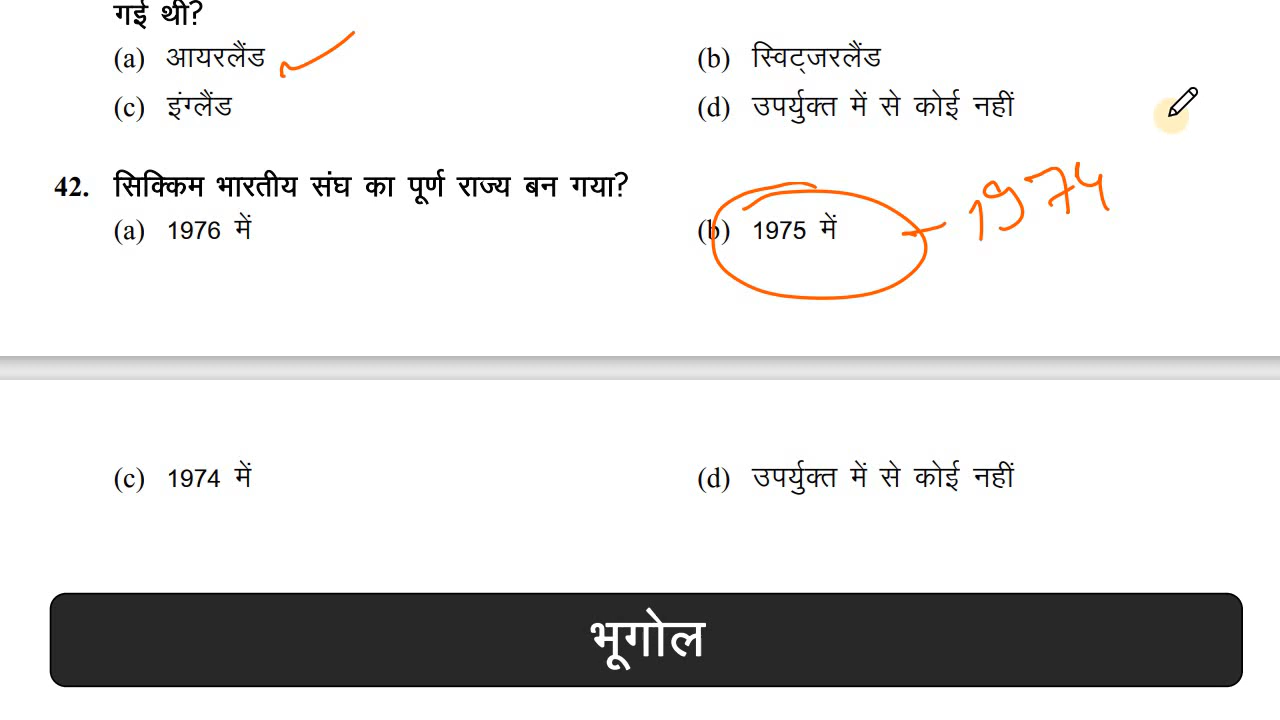 गई थी?
(a) आयरलैंड (b) स्विट्जरलैंड
(c) इंग्लैंड (d) उपर्युक्त में से कोई नहीं
42. सिक्किम भारतीय संघ का पूर्ण राज्य बन गया?
(a) 1976 में (b) 1975 में 1974
(c) 1974 में (d) उपर्युक्त में से कोई नहीं
भूगोल